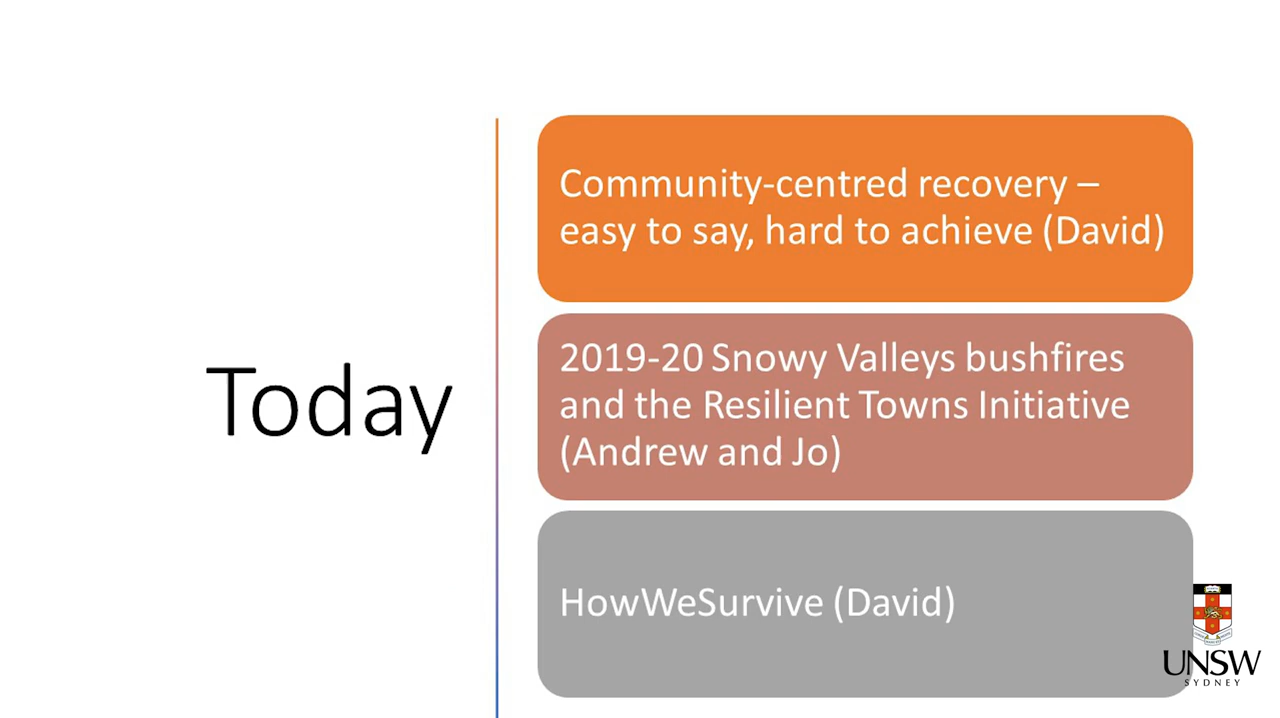 Today
Community-centred recovery –
easy to say, hard to achieve (David)
2019-20 Snowy Valleys bushfires
and the Resilient Towns Initiative
(Andrew and Jo)
HowWeSurvive (David)
UNSW
SYDNEY